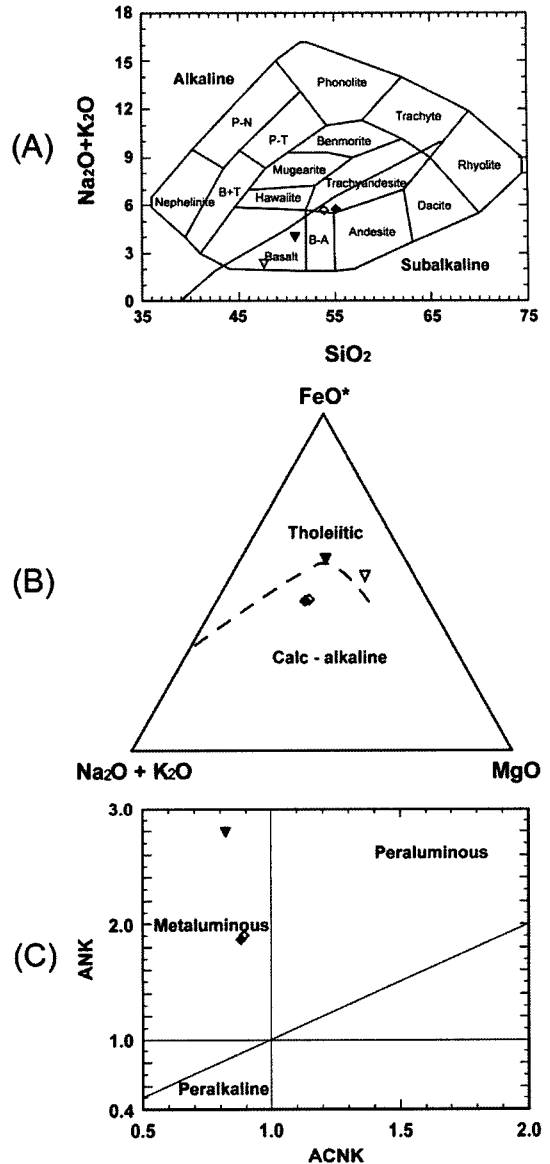 (A)
Na₂O+K₂O
18
15
12
9
6
4
0
Alkaline
Phonolite
P-N
Trachyte
P-T
Benmorite
Mugearite
Rhyolite
Nephelinite
B+T
Trachyandesite
Hawaiite
Dacite
B-A
Andesite
Basalt
Subalkaline
35 45 55 65 75
SiO₂
(B)
FeO*
Tholeiitic
Calc - alkaline
Na₂O + K₂O
MgO
(C)
ANK
3.0
2.0
1.0
0.4
Peraluminous
Metaluminous
Peralkaline
0.5 1.0 1.5 2.0
ACNK